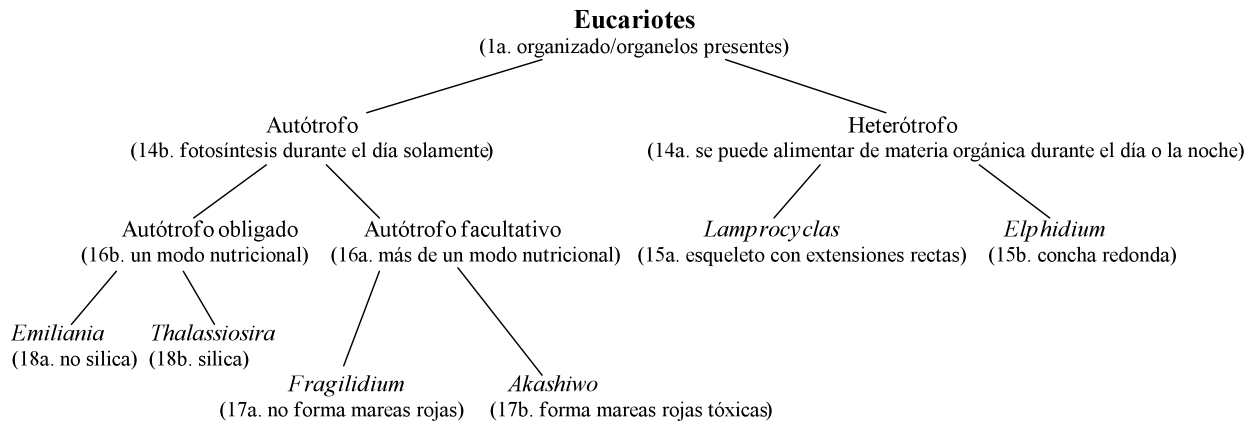 Eucariotes
(1a. organizado/organelos presentes)
Autótrofo
(14b. fotosíntesis durante el día solamente)
Heterótrofo
(14a. se puede alimentar de materia orgánica durante el día o la noche)
Autótrofo obligado
(16b. un modo nutricional)
Autótrofo facultativo
(16a. más de un modo nutricional)
Lamprocyclas
(15a. esqueleto con extensiones rectas)
Elphidium
(15b. concha redonda)
Emiliania
(18a. no silica)
Thalassiosira
(18b. silica)
Fragilidium
(17a. no forma mareas rojas)
Akashiwo
(17b. forma mareas rojas tóxicas)